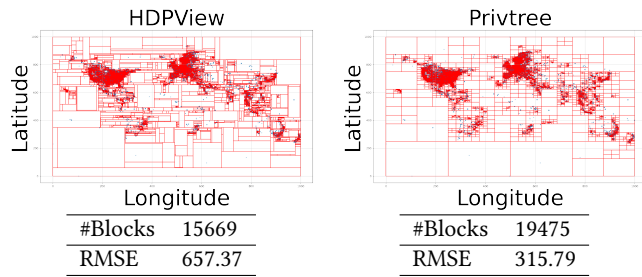 HDPView
Privtree
Latitude
Latitude
Longitude
Longitude
#Blocks 15669
RMSE 657.37
#Blocks 19475
RMSE 315.79